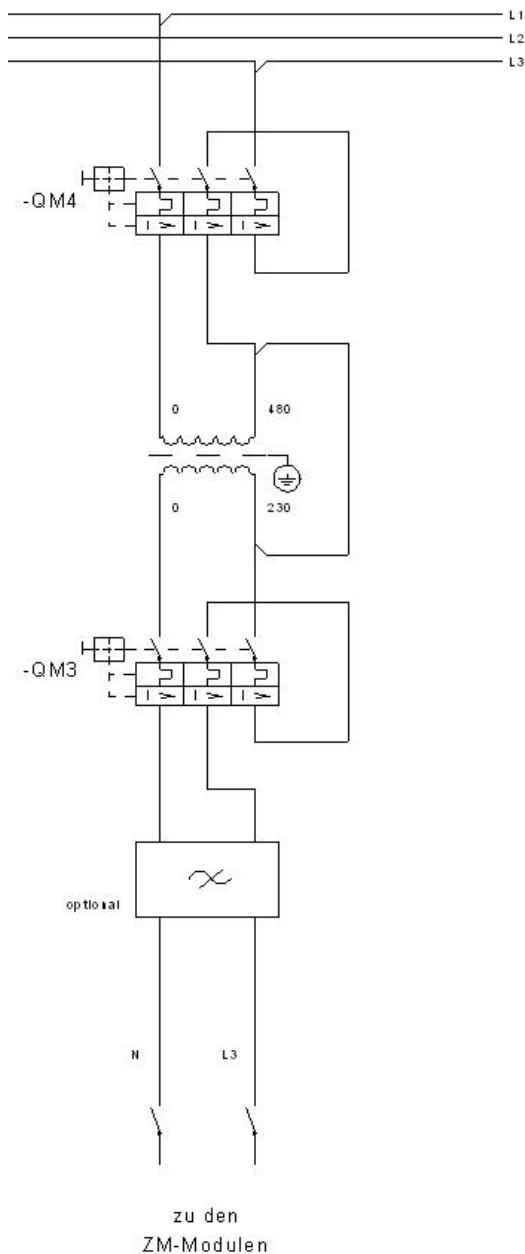 L1
L2
L3
-QM4
I > I > I >
0 480
0 230
-QM3
I > I > I >
optional
N L3
zu den
ZM-Modulen